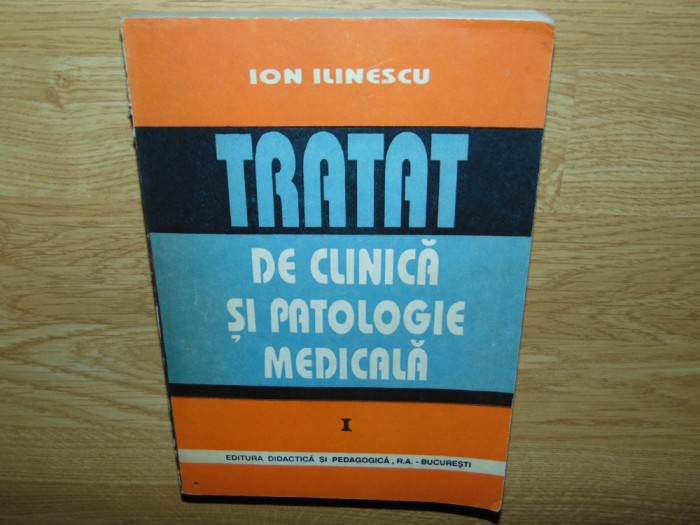 ION ILINESCU
TRATAT
DE CLINICĂ
ȘI PATOLOGIE
MEDICALĂ
I
EDITURA DIDACTICĂ ȘI PEDAGOGICĂ, R.A. - BUCUREȘTI